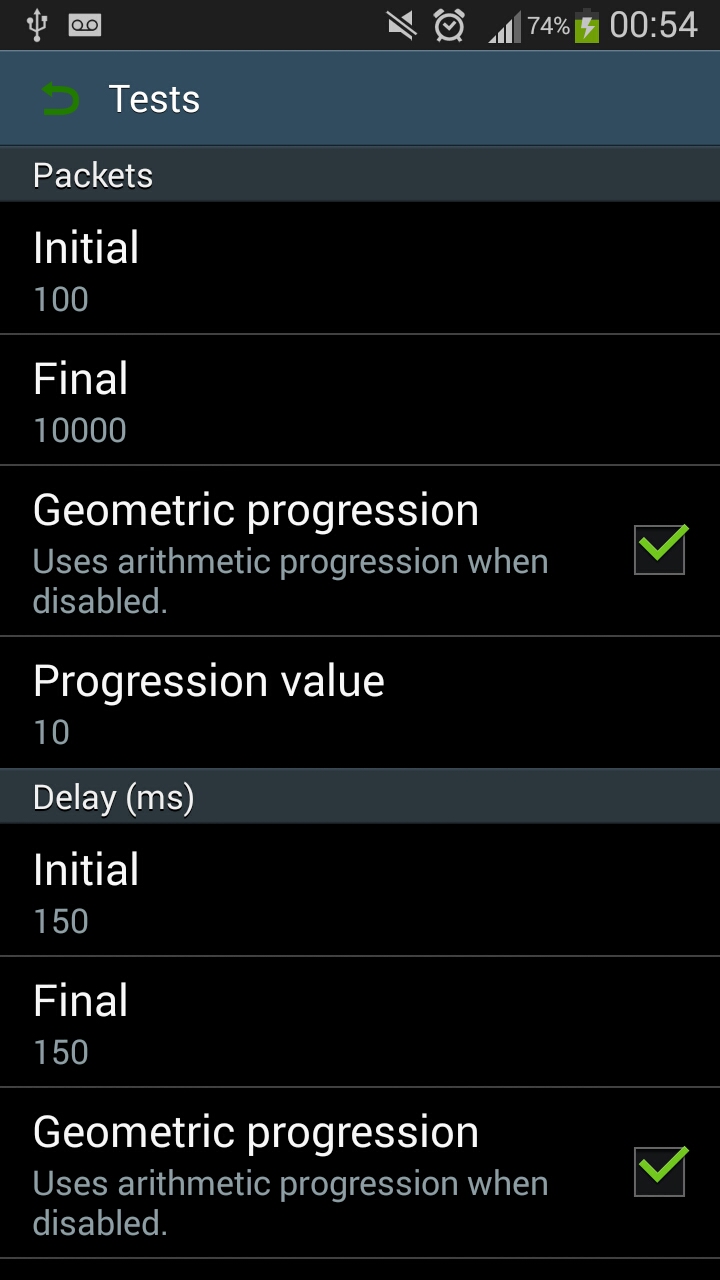 74% 00:54
Tests
Packets
Initial
100
Final
10000
Geometric progression
Uses arithmetic progression when
disabled.
Progression value
10
Delay (ms)
Initial
150
Final
150
Geometric progression
Uses arithmetic progression when
disabled.